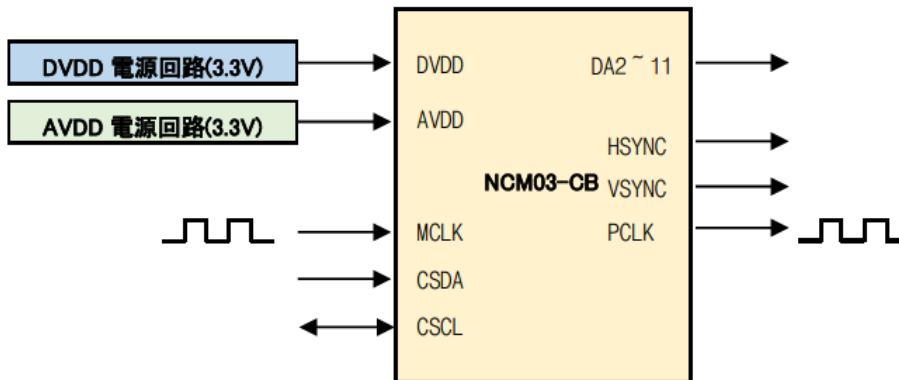 DVDD 電源回路(3.3V)
AVDD 電源回路(3.3V)
DVDD
AVDD
MCLK
CSDA
CSCL
NCM03-CB
DA2 ~ 11
HSYNC
VSYNC
PCLK